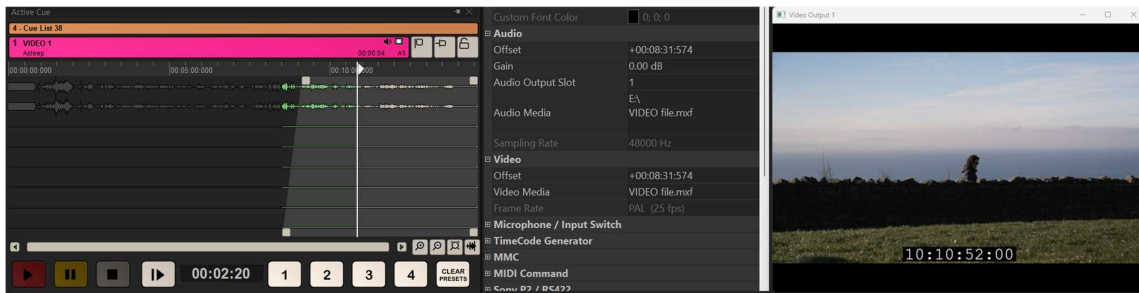 Active Cue
4 - Cue List 38
1 VIDEO 1
Asleep
00:06:04 A1
00:00:00:000
00:05:00:000
00:10:00:000
00:02:20
1
2
3
4
CLEAR
PRESETS
Custom Font Color 0; 0; 0
Audio
Offset +00:08:31:574
Gain 0.00 dB
Audio Output Slot 1
Audio Media E:\
VIDEO file.mxf
Sampling Rate 48000 Hz
Video
Offset +00:08:31:574
Video Media VIDEO file.mxf
Frame Rate PAL (25 fps)
Microphone / Input Switch
TimeCode Generator
MMC
MIDI Command
Sony P2 / RS422
Video Output 1
10:10:52:00